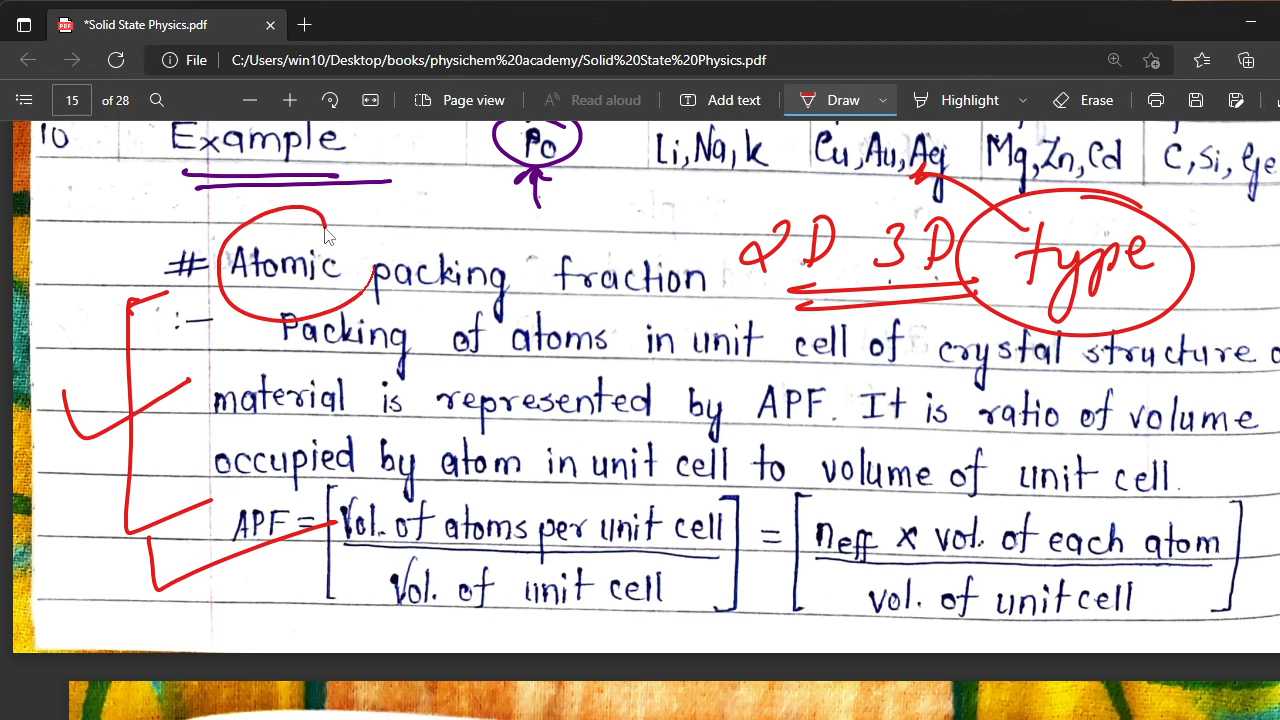 *Solid State Physics.pdf
File C:/Users/win10/Desktop/books/physichem%20academy/Solid%20State%20Physics.pdf
15 of 28 Page view Read aloud Add text Draw Highlight Erase
10 Example Po Li,Na,k Cu,Au,Ag Mg,Zn,Cd C,Si,Ge
# Atomic packing fraction 2D 3D type
:- Packing of atoms in unit cell of crystal structure
material is represented by APF. It is ratio of volume
occupied by atom in unit cell to volume of unit cell.
APF = [Vol. of atoms per unit cell / Vol. of unit cell] = [neff x vol. of each atom / vol. of unit cell]